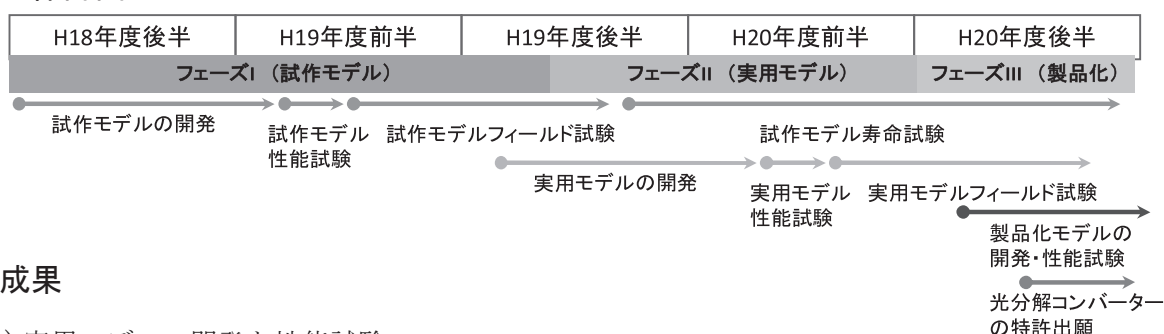 H18年度後半 H19年度前半 H19年度後半 H20年度前半 H20年度後半
フェーズI (試作モデル) フェーズII (実用モデル) フェーズIII (製品化)
試作モデルの開発
試作モデル
性能試験
試作モデルフィールド試験
試作モデル寿命試験
実用モデルの開発
実用モデル
性能試験
実用モデルフィールド試験
製品化モデルの
開発・性能試験
光分解コンバーター
の特許出願
成果